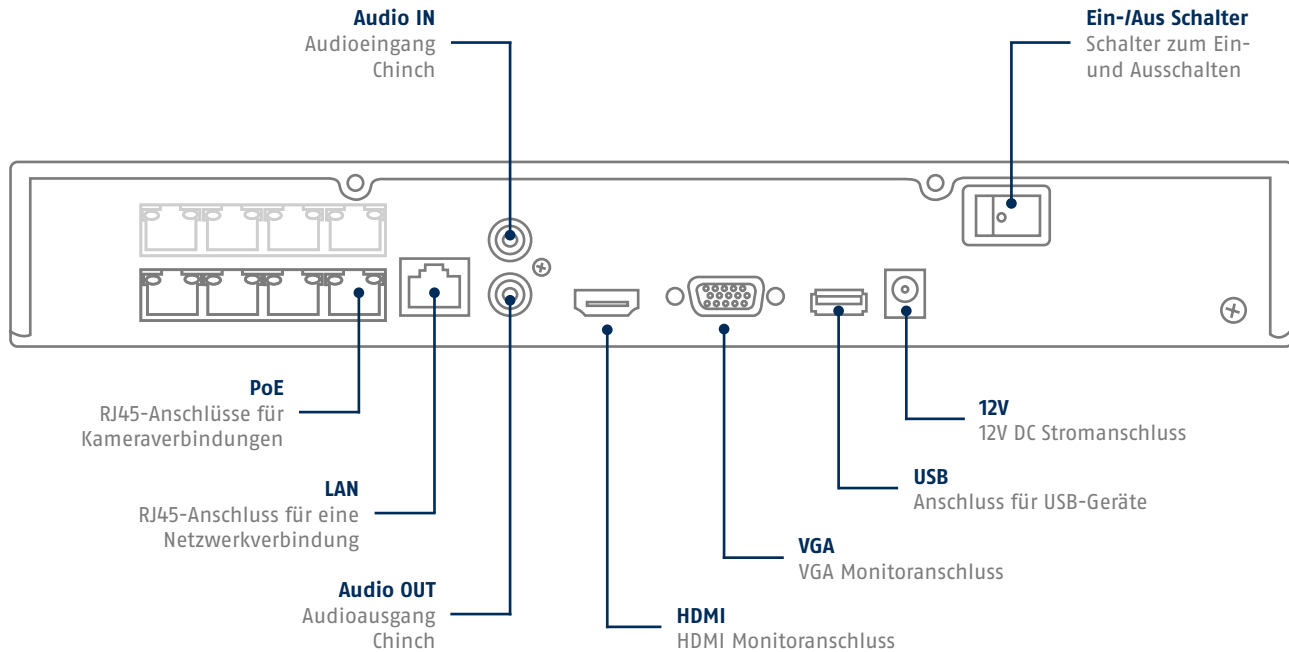 Audio IN
Audioeingang
Chinch
Ein-/Aus Schalter
Schalter zum Ein-
und Ausschalten
PoE
RJ45-Anschlüsse für
Kameraverbindungen
LAN
RJ45-Anschluss für eine
Netzwerkverbindung
Audio OUT
Audioausgang
Chinch
HDMI
HDMI Monitoranschluss
VGA
VGA Monitoranschluss
USB
Anschluss für USB-Geräte
12V
12V DC Stromanschluss